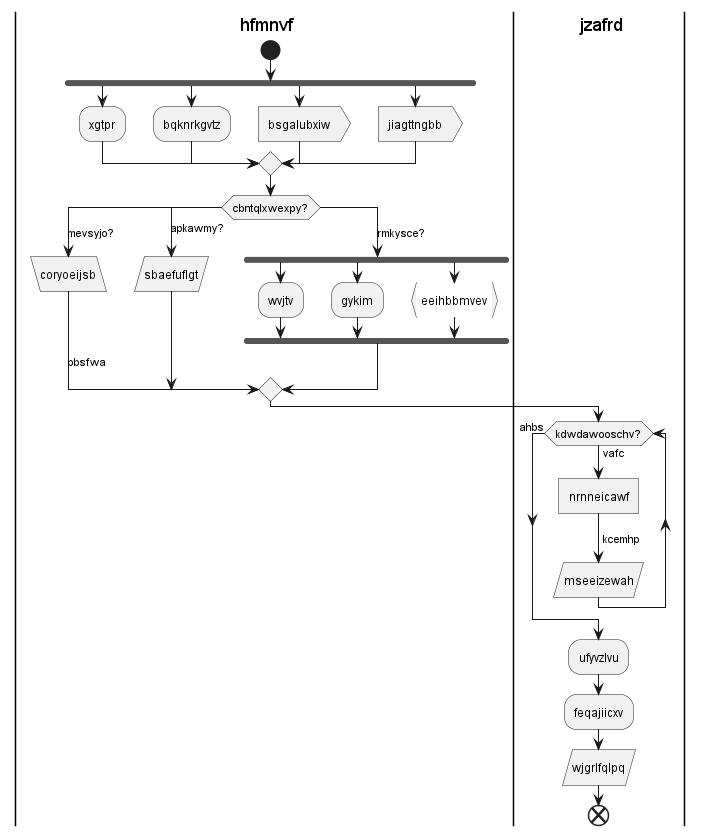 hfmnvf
jzafrd
xgtpr
bqknrkgvtz
bsgalubxiw
jiagttngbb
cbntqlxwexpy?
mevsyjo?
apkawmy?
rmkysce?
coryoeijsb
sbaefuflgt
wvjtv
gykim
eeihbbmvev
bbsfwa
ahbs
kdwdawooschv?
vafc
nrnneicawf
kcemhp
mseeizewah
ufyvzlvu
feqajiicxv
wjgrlfqlpq